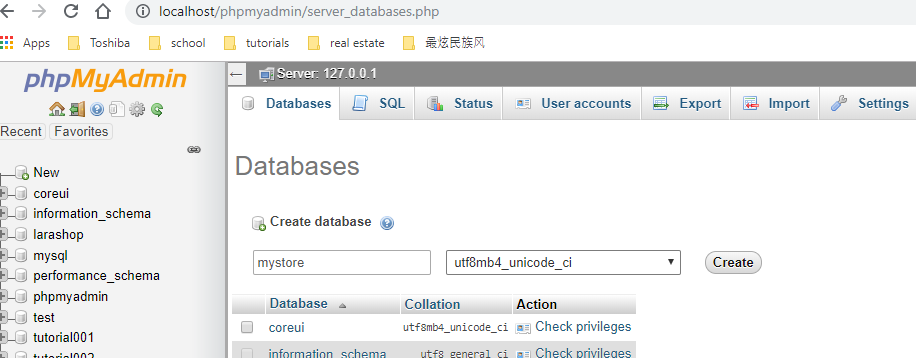 localhost/phpmyadmin/server_databases.php
Apps Toshiba school tutorials real estate 最炫民族风
phpMyAdmin
Server: 127.0.0.1
Databases SQL Status User accounts Export Import Settings
Recent Favorites
Databases
New
coreui
information_schema
larashop
mysql
performance_schema
phpmyadmin
test
tutorial001
tutorial002
Create database
mystore utf8mb4_unicode_ci Create
Database Collation Action
coreui utf8mb4_unicode_ci Check privileges
information_schema utf8_general_ci Check privileges